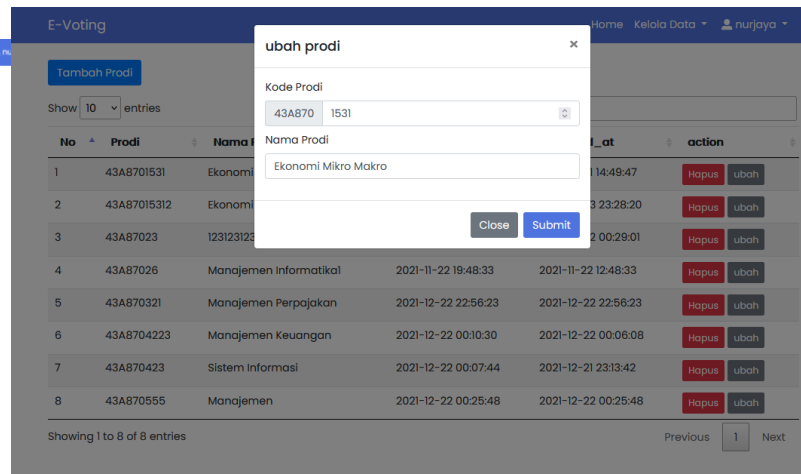 E-Voting
Home Kelola Data nurjaya
nu
Tambah Prodi
ubah prodi ×
Kode Prodi
43A870 1531
Nama Prodi
Ekonomi Mikro Makro
Close Submit
Show 10 entries
No Prodi Nama action
1 43A8701531 Ekonomi 14:49:47 Hapus ubah
2 43A87015312 Ekonomi 23:28:20 Hapus ubah
3 43A87023 123123123 00:29:01 Hapus ubah
4 43A87026 Manajemen Informatika1 2021-11-22 19:48:33 2021-11-22 12:48:33 Hapus ubah
5 43A870321 Manajemen Perpajakan 2021-12-22 22:56:23 2021-12-22 22:56:23 Hapus ubah
6 43A8704223 Manajemen Keuangan 2021-12-22 00:10:30 2021-12-22 00:06:08 Hapus ubah
7 43A870423 Sistem Informasi 2021-12-22 00:07:44 2021-12-21 23:13:42 Hapus ubah
8 43A870555 Manajemen 2021-12-22 00:25:48 2021-12-22 00:25:48 Hapus ubah
Showing 1 to 8 of 8 entries
Previous 1 Next